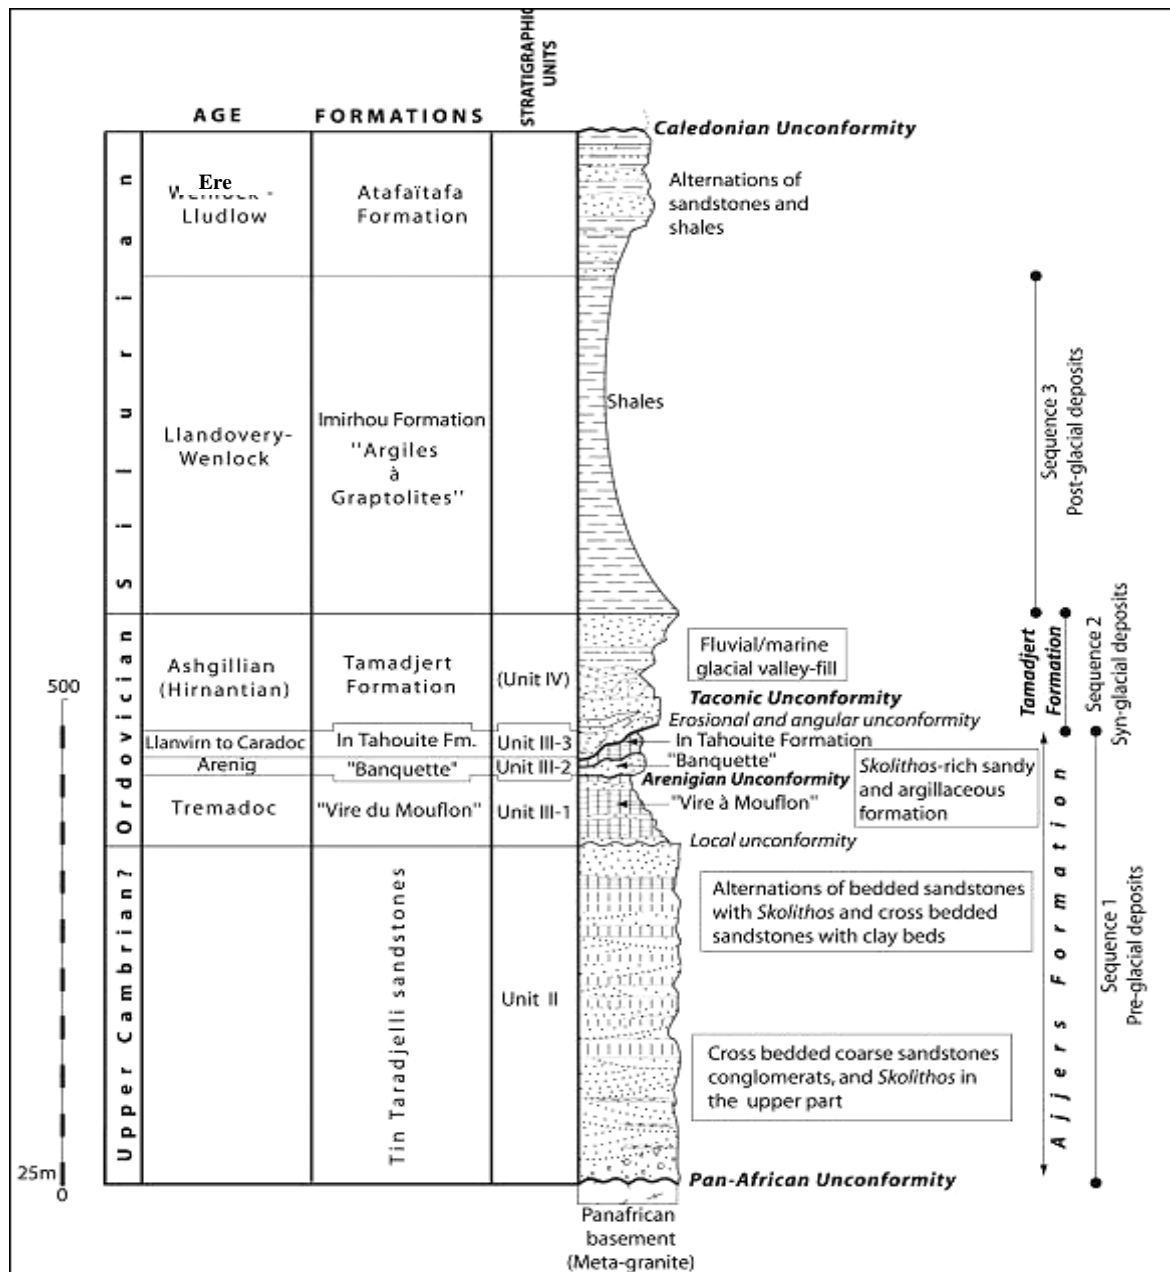 STRATIGRAPHIC
UNITS
AGE
FORMATIONS
Caledonian Unconformity
Silurian
Ere
Lludlow
Atafaïtafa
Formation
Alternations of
sandstones and
shales
Llandovery-
Wenlock
Imirhou Formation
"Argiles
à
Graptolites"
Shales
Sequence 3
Post-glacial deposits
Ordovician
Ashgillian
(Hirnantian)
Tamadjert
Formation
(Unit IV)
Fluvial/marine
glacial valley-fill
Taconic Unconformity
Erosional and angular unconformity
Tamadjert
Formation
Sequence 2
Syn-glacial deposits
Llanvirn to Caradoc
In Tahouite Fm.
Unit III-3
In Tahouite Formation
Arenig
"Banquette"
Unit III-2
"Banquette"
Arenigian Unconformity
Tremadoc
"Vire du Mouflon"
Unit III-1
"Vire à Mouflon"
Skolithos-rich sandy
and argillaceous
formation
Local unconformity
Upper Cambrian?
Tin Taradjelli sandstones
Unit II
Alternations of bedded sandstones
with Skolithos and cross bedded
sandstones with clay beds
Cross bedded coarse sandstones
conglomerats, and Skolithos in
the upper part
Ajjers Formation
Sequence 1
Pre-glacial deposits
Pan-African Unconformity
Panafrican
basement
(Meta-granite)
500
25m
0